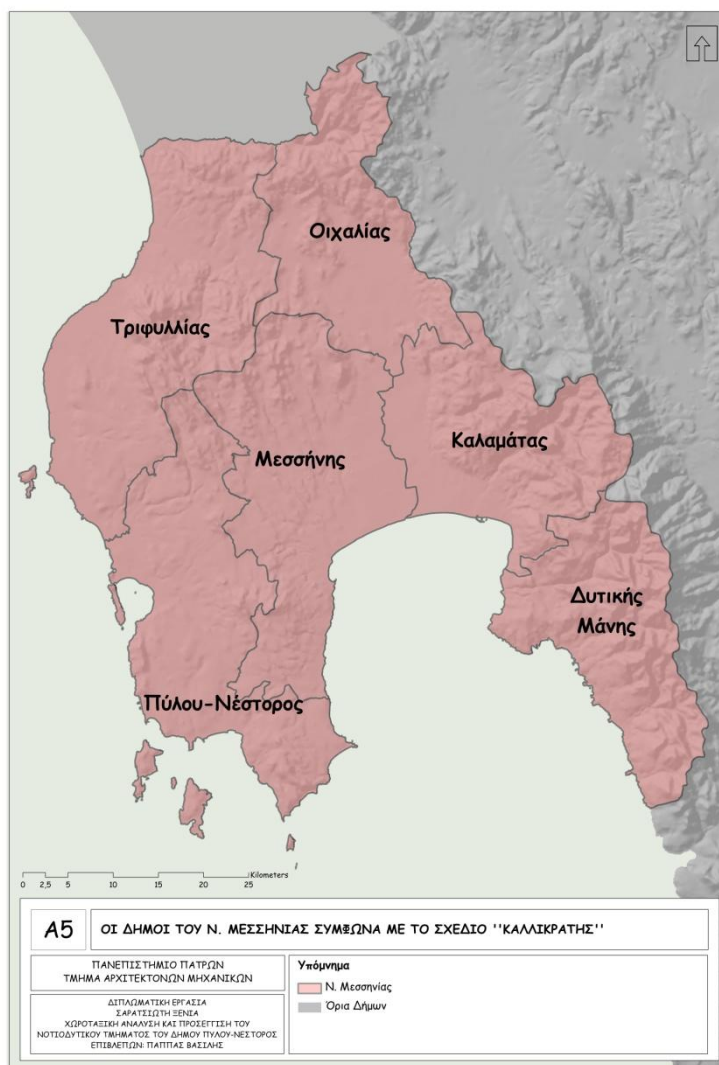 Οιχαλίας
Τριφυλλίας
Μεσσήνης
Καλαμάτας
Δυτικής
Μάνης
Πύλου-Νέστορος
Kilometers
0 2,5 5 10 15 20 25
A5
ΟΙ ΔΗΜΟΙ ΤΟΥ Ν. ΜΕΣΣΗΝΙΑΣ ΣΥΜΦΩΝΑ ΜΕ ΤΟ ΣΧΕΔΙΟ ''ΚΑΛΛΙΚΡΑΤΗΣ''
ΠΑΝΕΠΙΣΤΗΜΙΟ ΠΑΤΡΩΝ
ΤΜΗΜΑ ΑΡΧΙΤΕΚΤΟΝΩΝ ΜΗΧΑΝΙΚΩΝ
ΔΙΠΛΩΜΑΤΙΚΗ ΕΡΓΑΣΙΑ
ΣΑΡΑΤΣΙΩΤΗ ΞΕΝΙΑ
ΧΩΡΟΤΑΞΙΚΗ ΑΝΑΛΥΣΗ ΚΑΙ ΠΡΟΣΕΓΓΙΣΗ ΤΟΥ
ΝΟΤΙΟΔΥΤΙΚΟΥ ΤΜΗΜΑΤΟΣ ΤΟΥ ΔΗΜΟΥ ΠΥΛΟΥ-ΝΕΣΤΟΡΟΣ
ΕΠΙΒΛΕΠΩΝ: ΠΑΠΠΑΣ ΒΑΣΙΛΗΣ
Υπόμνημα
Ν. Μεσσηνίας
Όρια Δήμων